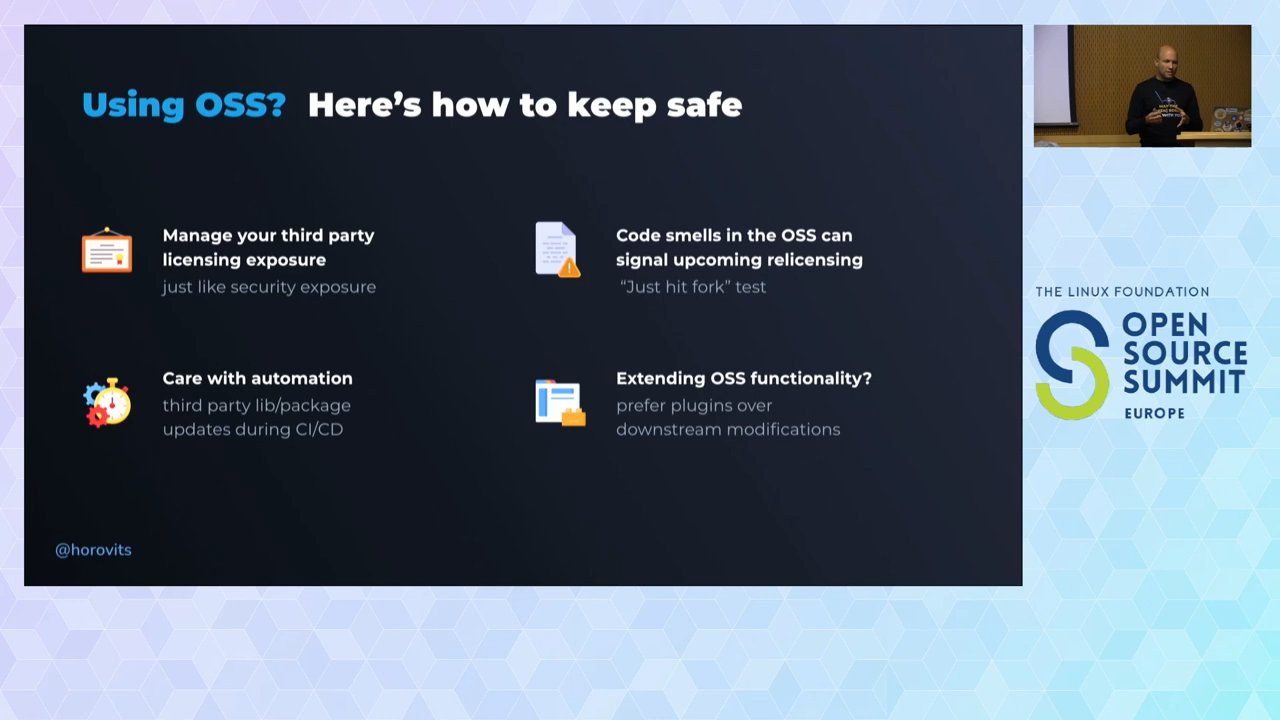 Using OSS? Here’s how to keep safe
Manage your third party
licensing exposure
just like security exposure
Code smells in the OSS can
signal upcoming relicensing
“Just hit fork” test
Care with automation
third party lib/package
updates during CI/CD
Extending OSS functionality?
prefer plugins over
downstream modifications
@horovits
THE LINUX FOUNDATION
OPEN
SOURCE
SUMMIT
EUROPE